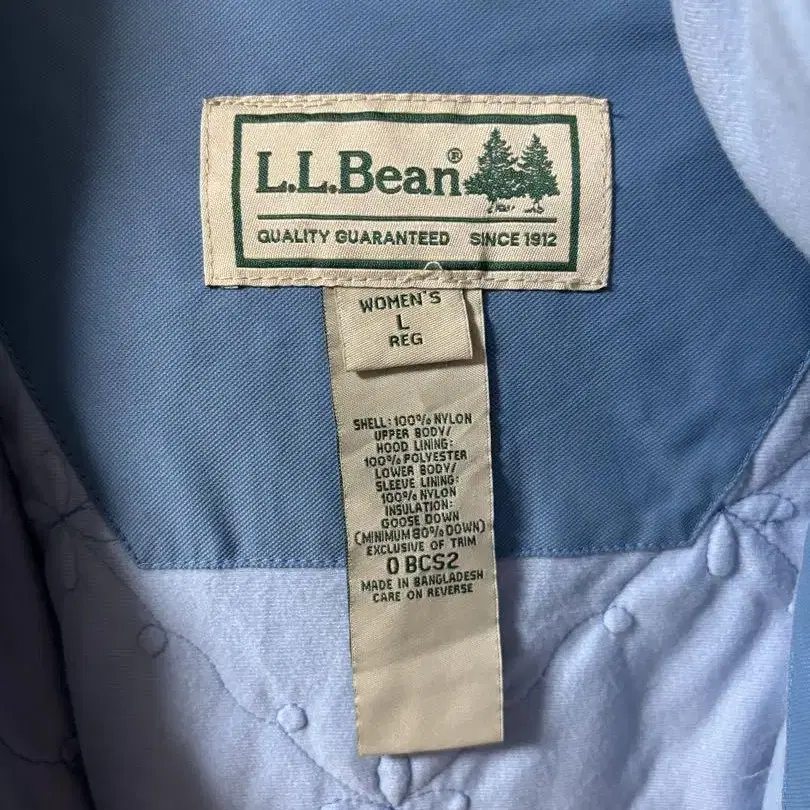 L.L.Bean®
QUALITY GUARANTEED SINCE 1912
WOMEN'S
L
REG
SHELL: 100% NYLON
UPPER BODY/
HOOD LINING:
100% POLYESTER
LOWER BODY/
SLEEVE LINING:
100% NYLON
INSULATION:
GOOSE DOWN
(MINIMUM 80% DOWN)
EXCLUSIVE OF TRIM
0 BCS2
MADE IN BANGLADESH
CARE ON REVERSE